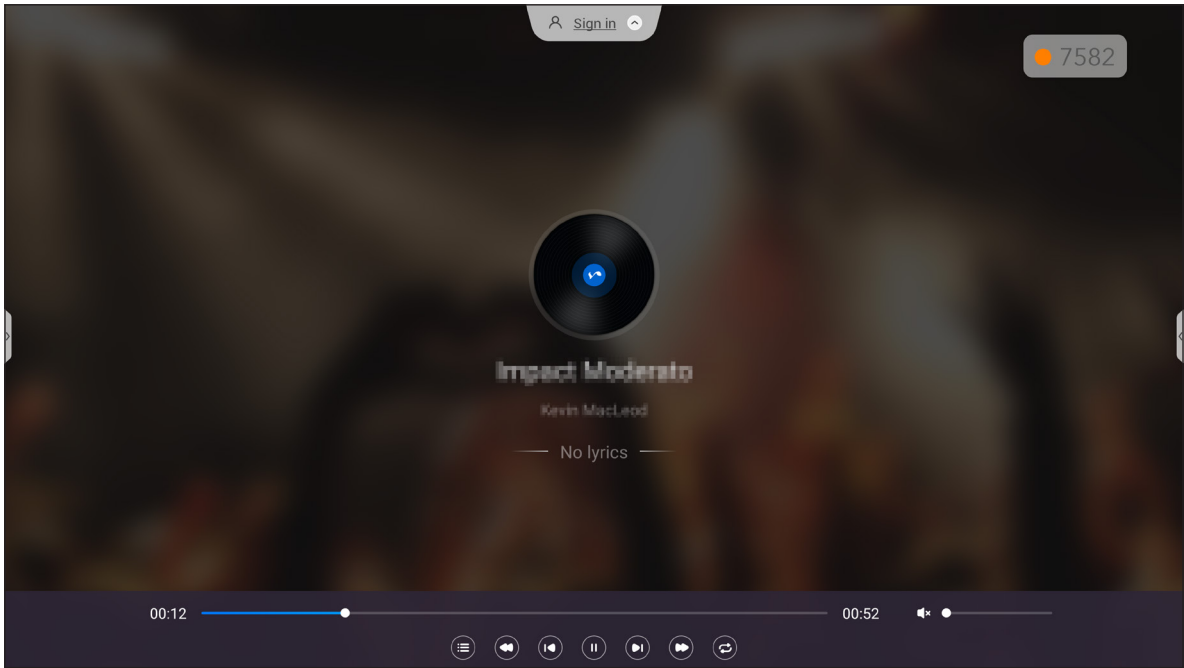 Sign in
7582
Impact Moderato
Kevin MacLeod
No lyrics
00:12
00:52